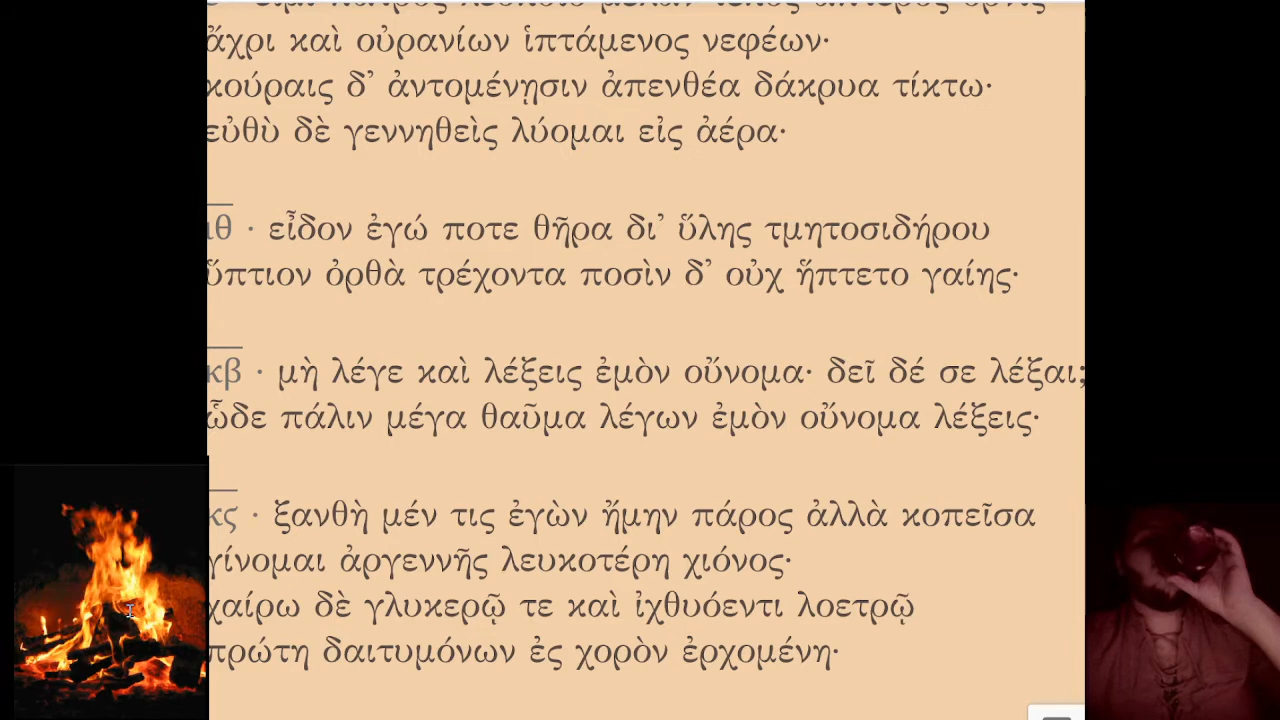 ἄχρι καὶ οὐρανίων ἱπτάμενος νεφέων·
κούραις δ’ ἀντομένῃσιν ἀπενθέα δάκρυα τίκτω·
εὐθὺ δὲ γεννηθεὶς λύομαι εἰς ἀέρα·
ιθ · εἶδον ἐγώ ποτε θῆρα δι’ ὕλης τμητοσιδήρου
ὕπτιον ὀρθὰ τρέχοντα ποσὶν δ’ οὐχ ἥπτετο γαίης·
κβ · μὴ λέγε καὶ λέξεις ἐμὸν οὔνομα· δεῖ δέ σε λέξαι;
ὧδε πάλιν μέγα θαῦμα λέγων ἐμὸν οὔνομα λέξεις·
κς · ξανθὴ μέν τις ἐγὼν ἤμην πάρος ἀλλὰ κοπεῖσα
γίνομαι ἀργεννῆς λευκοτέρη χιόνος·
χαίρω δὲ γλυκερῷ τε καὶ ἰχθυόεντι λοετρῷ
πρώτη δαιτυμόνων ἐς χορὸν ἐρχομένη·